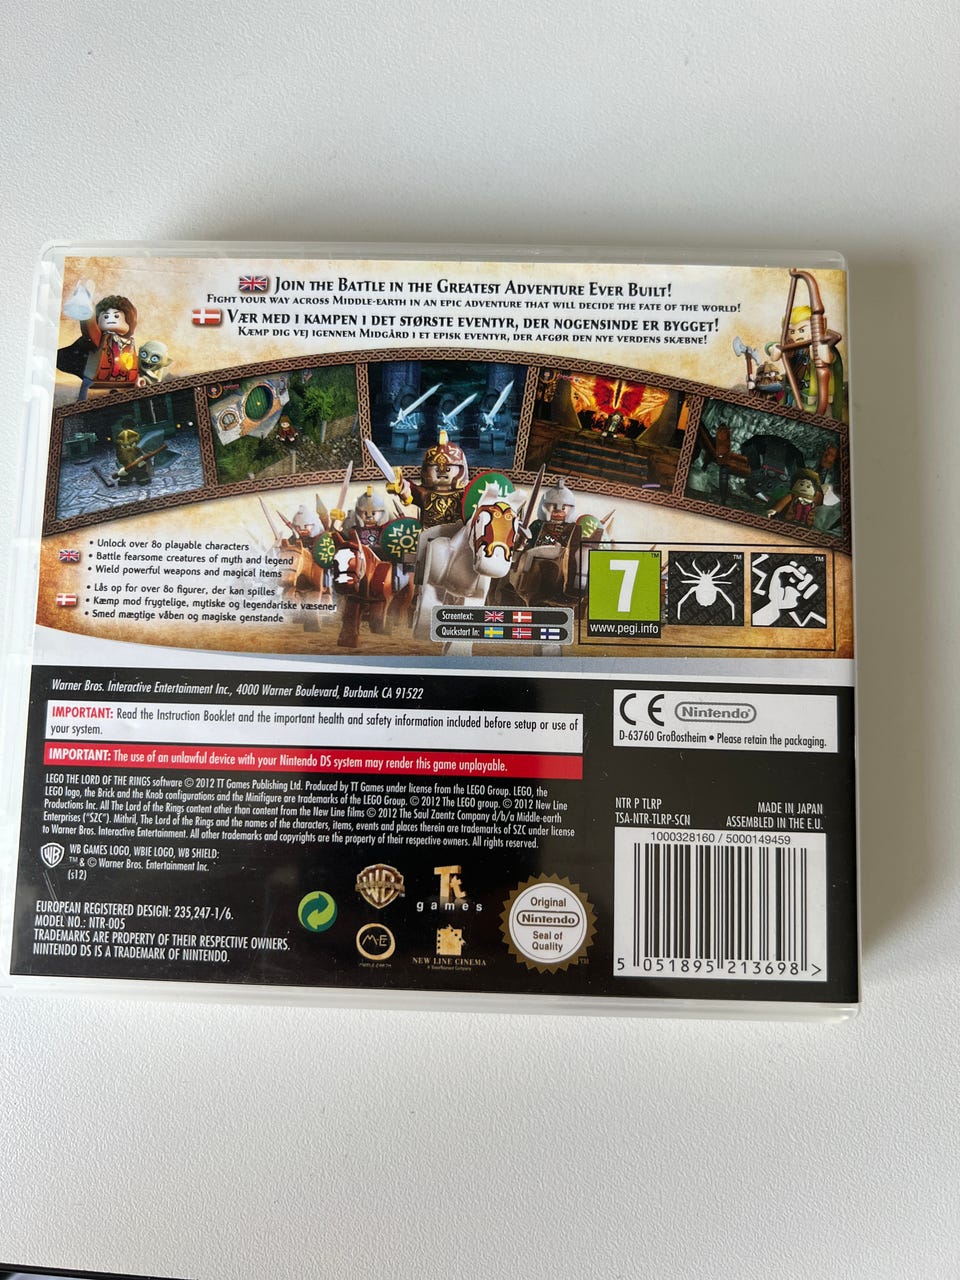 JOIN THE BATTLE IN THE GREATEST ADVENTURE EVER BUILT!
FIGHT YOUR WAY ACROSS MIDDLE-EARTH IN AN EPIC ADVENTURE THAT WILL DECIDE THE FATE OF THE WORLD!
VÆR MED I KAMPEN I DET STØRSTE EVENTYR, DER NOGENSINDE ER BYGGET!
KÆMP DIG VEJ IGENNEM MIDGÅRD I ET EPISK EVENTYR, DER AFGØR DEN NYE VERDENS SKÆBNE!
• Unlock over 80 playable characters
• Battle fearsome creatures of myth and legend
• Wield powerful weapons and magical items
• Lås op for over 80 figurer, der kan spilles
• Kæmp mod frygtelige, mytiske og legendariske væsener
• Smed mægtige våben og magiske genstande
Screentext:
Quickstart In:
7
TM
TM
TM
www.pegi.info
Warner Bros. Interactive Entertainment Inc., 4000 Warner Boulevard, Burbank CA 91522
IMPORTANT: Read the Instruction Booklet and the important health and safety information included before setup or use of
your system.
IMPORTANT: The use of an unlawful device with your Nintendo DS system may render this game unplayable.
CE Nintendo®
D-63760 Großostheim • Please retain the packaging.
LEGO THE LORD OF THE RINGS software © 2012 TT Games Publishing Ltd. Produced by TT Games under license from the LEGO Group. LEGO, the
LEGO logo, the Brick and the Knob configurations and the Minifigure are trademarks of the LEGO Group. © 2012 The LEGO group. © 2012 New Line
Productions Inc. All The Lord of the Rings content other than content from the New Line films © 2012 The Saul Zaentz Company d/b/a Middle-earth
Enterprises ("SZC"). Mithril, The Lord of the Rings and the names of the characters, items, events and places therein are trademarks of SZC under license
to Warner Bros. Interactive Entertainment. All other trademarks and copyrights are the property of their respective owners. All rights reserved.
WB GAMES LOGO, WBIE LOGO, WB SHIELD:
™ & © Warner Bros. Entertainment Inc.
(s12)
EUROPEAN REGISTERED DESIGN: 235,247-1/6.
MODEL NO.: NTR-005
TRADEMARKS ARE PROPERTY OF THEIR RESPECTIVE OWNERS.
NINTENDO DS IS A TRADEMARK OF NINTENDO.
WB
Tt
games
NEW LINE CINEMA
Original
Nintendo®
Seal of
Quality
TM
NTR P TLRP
TSA-NTR-TLRP-SCN
MADE IN JAPAN
ASSEMBLED IN THE E.U.
1000328160 / 5000149459
5 051895 213698 >